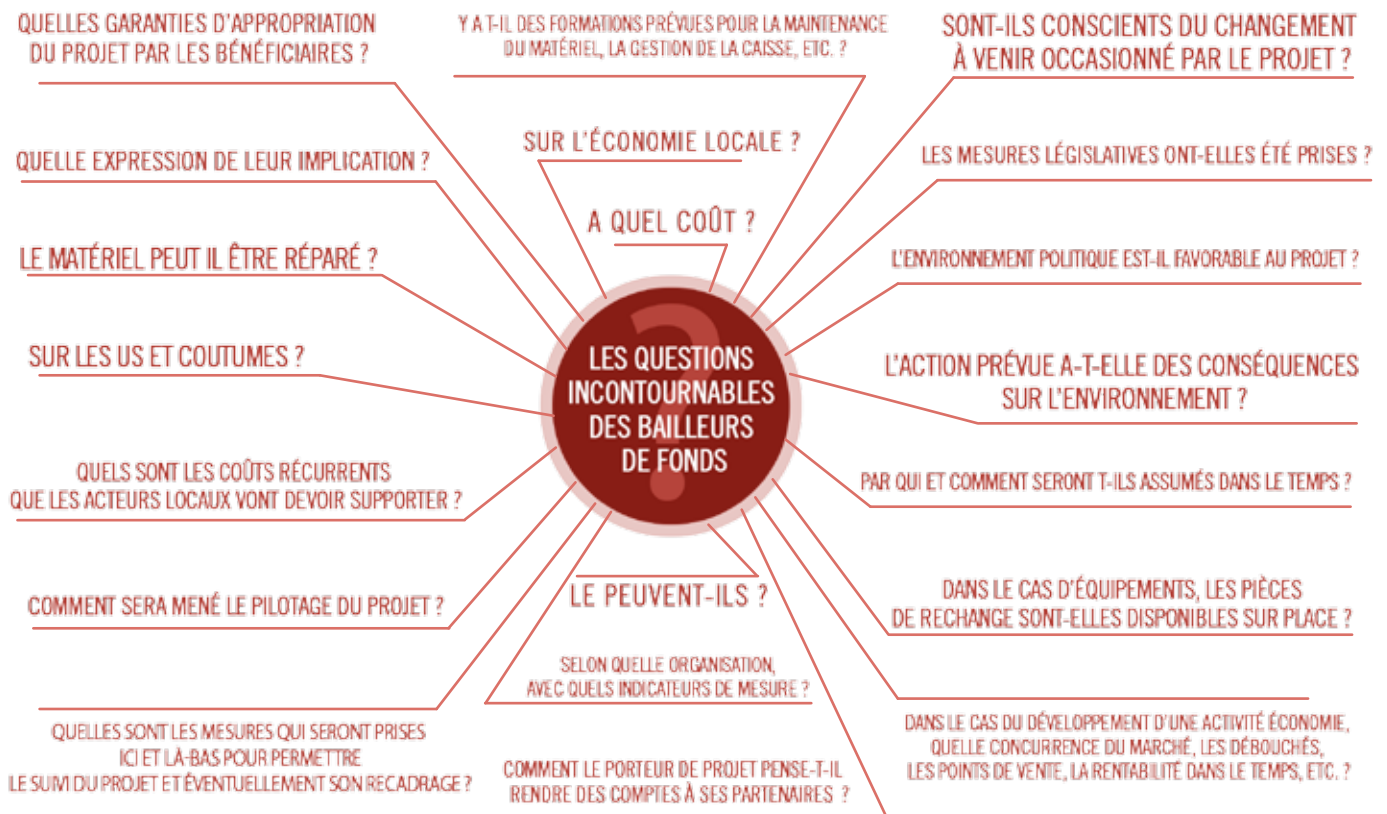 QUELLES GARANTIES D'APPROPRIATION
DU PROJET PAR LES BÉNÉFICIAIRES ?
Y A T-IL DES FORMATIONS PRÉVUES POUR LA MAINTENANCE
DU MATÉRIEL, LA GESTION DE LA CAISSE, ETC. ?
SONT-ILS CONSCIENTS DU CHANGEMENT
À VENIR OCCASIONNÉ PAR LE PROJET ?
SUR L'ÉCONOMIE LOCALE ?
QUELLE EXPRESSION DE LEUR IMPLICATION ?
LES MESURES LÉGISLATIVES ONT-ELLES ÉTÉ PRISES ?
A QUEL COÛT ?
LE MATÉRIEL PEUT IL ÊTRE RÉPARÉ ?
L'ENVIRONNEMENT POLITIQUE EST-IL FAVORABLE AU PROJET ?
SUR LES US ET COUTUMES ?
?
LES QUESTIONS
INCONTOURNABLES
DES BAILLEURS
DE FONDS
L'ACTION PRÉVUE A-T-ELLE DES CONSÉQUENCES
SUR L'ENVIRONNEMENT ?
QUELS SONT LES COÛTS RÉCURRENTS
QUE LES ACTEURS LOCAUX VONT DEVOIR SUPPORTER ?
PAR QUI ET COMMENT SERONT T-ILS ASSUMÉS DANS LE TEMPS ?
COMMENT SERA MENÉ LE PILOTAGE DU PROJET ?
LE PEUVENT-ILS ?
DANS LE CAS D'ÉQUIPEMENTS, LES PIÈCES
DE RECHANGE SONT-ELLES DISPONIBLES SUR PLACE ?
SELON QUELLE ORGANISATION,
AVEC QUELS INDICATEURS DE MESURE ?
QUELLES SONT LES MESURES QUI SERONT PRISES
ICI ET LÀ-BAS POUR PERMETTRE
LE SUIVI DU PROJET ET ÉVENTUELLEMENT SON RECADRAGE ?
COMMENT LE PORTEUR DE PROJET PENSE-T-IL
RENDRE DES COMPTES À SES PARTENAIRES ?
DANS LE CAS DU DÉVELOPPEMENT D'UNE ACTIVITÉ ÉCONOMIE,
QUELLE CONCURRENCE DU MARCHÉ, LES DÉBOUCHÉS,
LES POINTS DE VENTE, LA RENTABILITÉ DANS LE TEMPS, ETC. ?